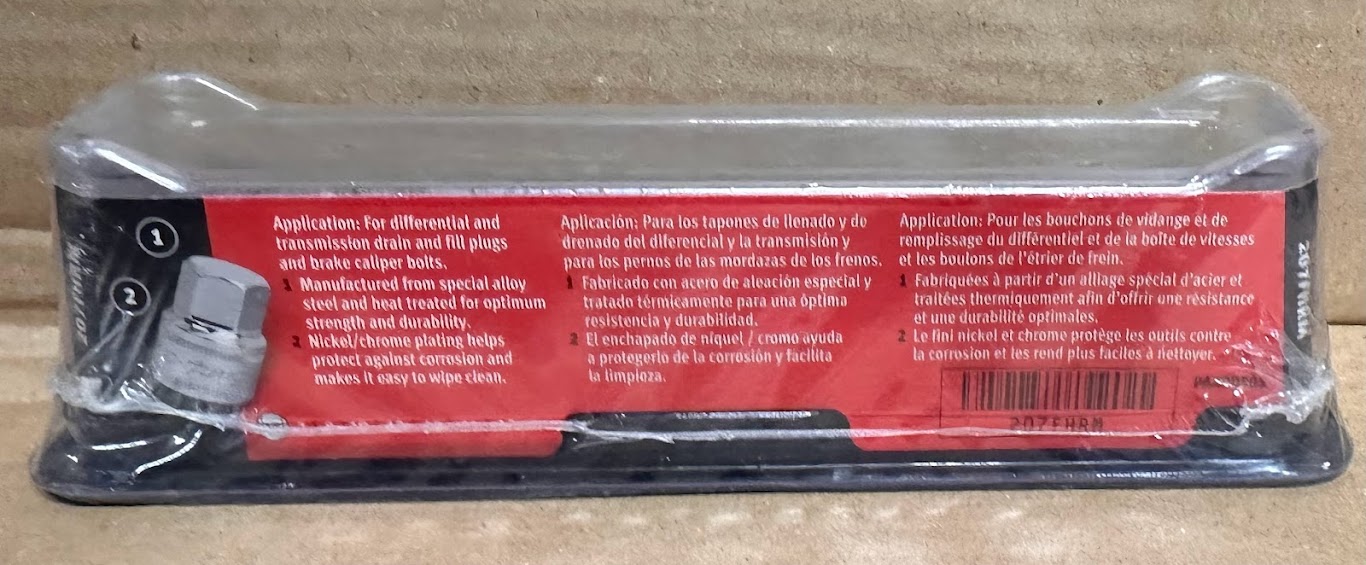 1
2
Application: For differential and
transmission drain and fill plugs
and brake caliper bolts.
1 Manufactured from special alloy
steel and heat treated for optimum
strength and durability.
2 Nickel/chrome plating helps
protect against corrosion and
makes it easy to wipe clean.
Aplicación: Para los tapones de llenado y de
drenado del diferencial y la transmisión y
para los pernos de las mordazas de los frenos.
1 Fabricado con acero de aleación especial y
tratado térmicamente para una óptima
resistencia y durabilidad.
2 El enchapado de níquel / cromo ayuda
a protegerlo de la corrosión y facilita
la limpieza.
Application: Pour les bouchons de vidange et de
remplissage du différentiel et de la boîte de vitesses
et les boulons de l'étrier de frein.
1 Fabriquées à partir d'un alliage spécial d'acier et
traitées thermiquement afin d'offrir une résistance
et une durabilité optimales.
2 Le fini nickel et chrome protège les outils contre
la corrosion et les rend plus faciles à nettoyer.
207EHRM